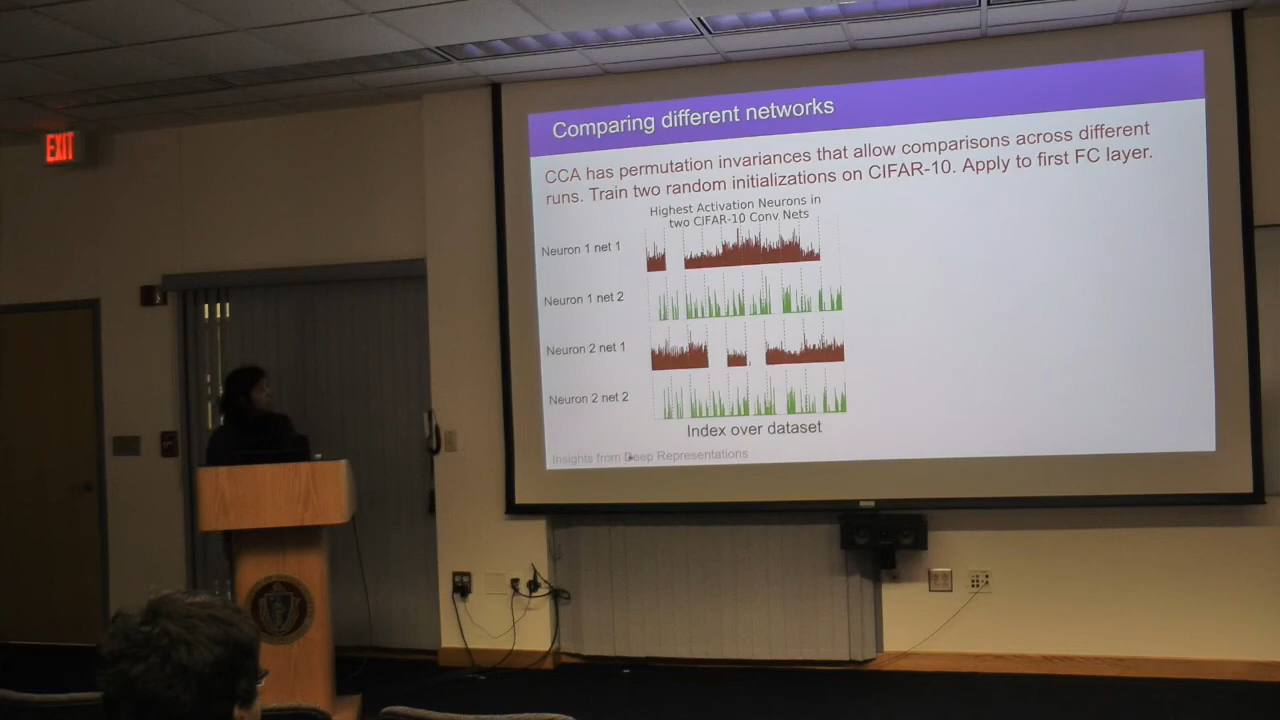 EXIT
Comparing different networks
CCA has permutation invariances that allow comparisons across different
runs. Train two random initializations on CIFAR-10. Apply to first FC layer.
Highest Activation Neurons in
two CIFAR-10 Conv Nets
Neuron 1 net 1
Neuron 1 net 2
Neuron 2 net 1
Neuron 2 net 2
Index over dataset
Insights from Deep Representations